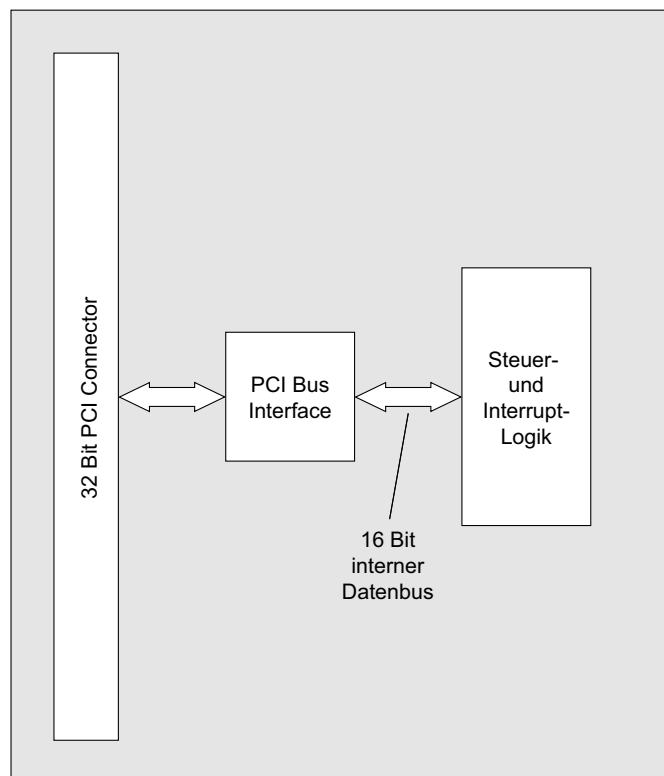 32 Bit PCI Connector
PCI Bus
Interface
Steuer-
und
Interrupt-
Logik
16 Bit
interner
Datenbus